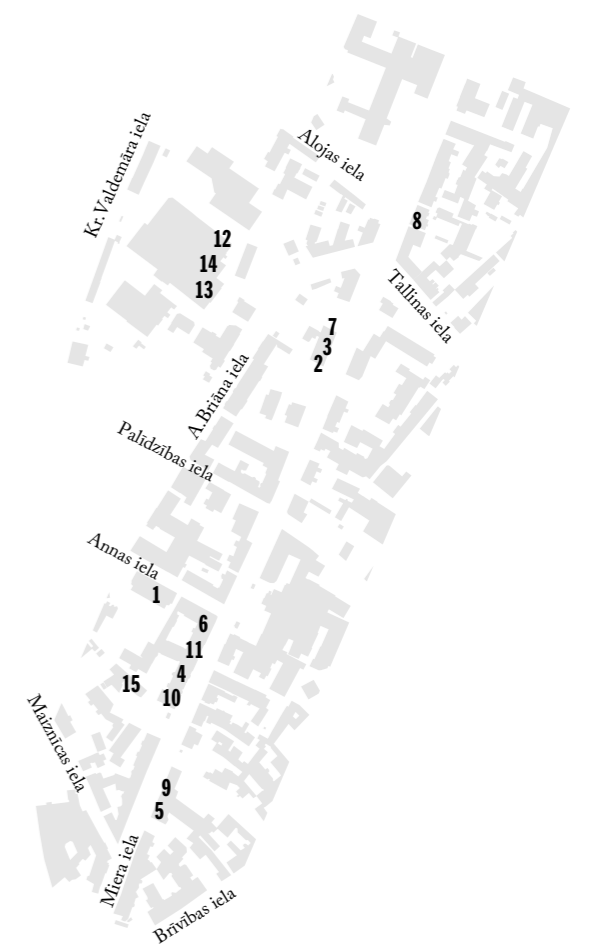 Alojas iela
Kr. Valdemāra iela
8
12
14
13
Tallinas iela
7
3
2
A.Briāna iela
Palīdzības iela
Annas iela
1
6
11
4
15
10
Maiznīcas iela
9
5
Miera iela
Brīvības iela